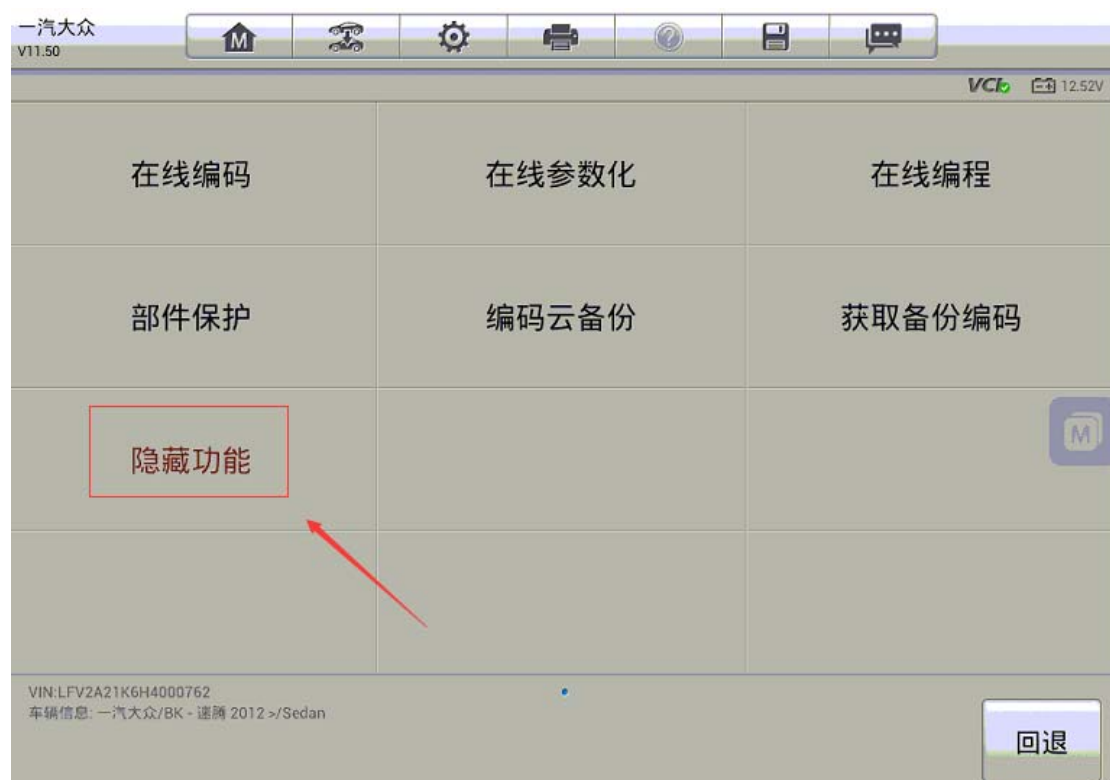 一汽大众
V11.50
M
VCI 12.52V
在线编码 在线参数化 在线编程
部件保护 编码云备份 获取备份编码
隐藏功能
M
VIN:LFV2A21K6H4000762
车辆信息: 一汽大众/BK - 速腾 2012 >/Sedan
回退